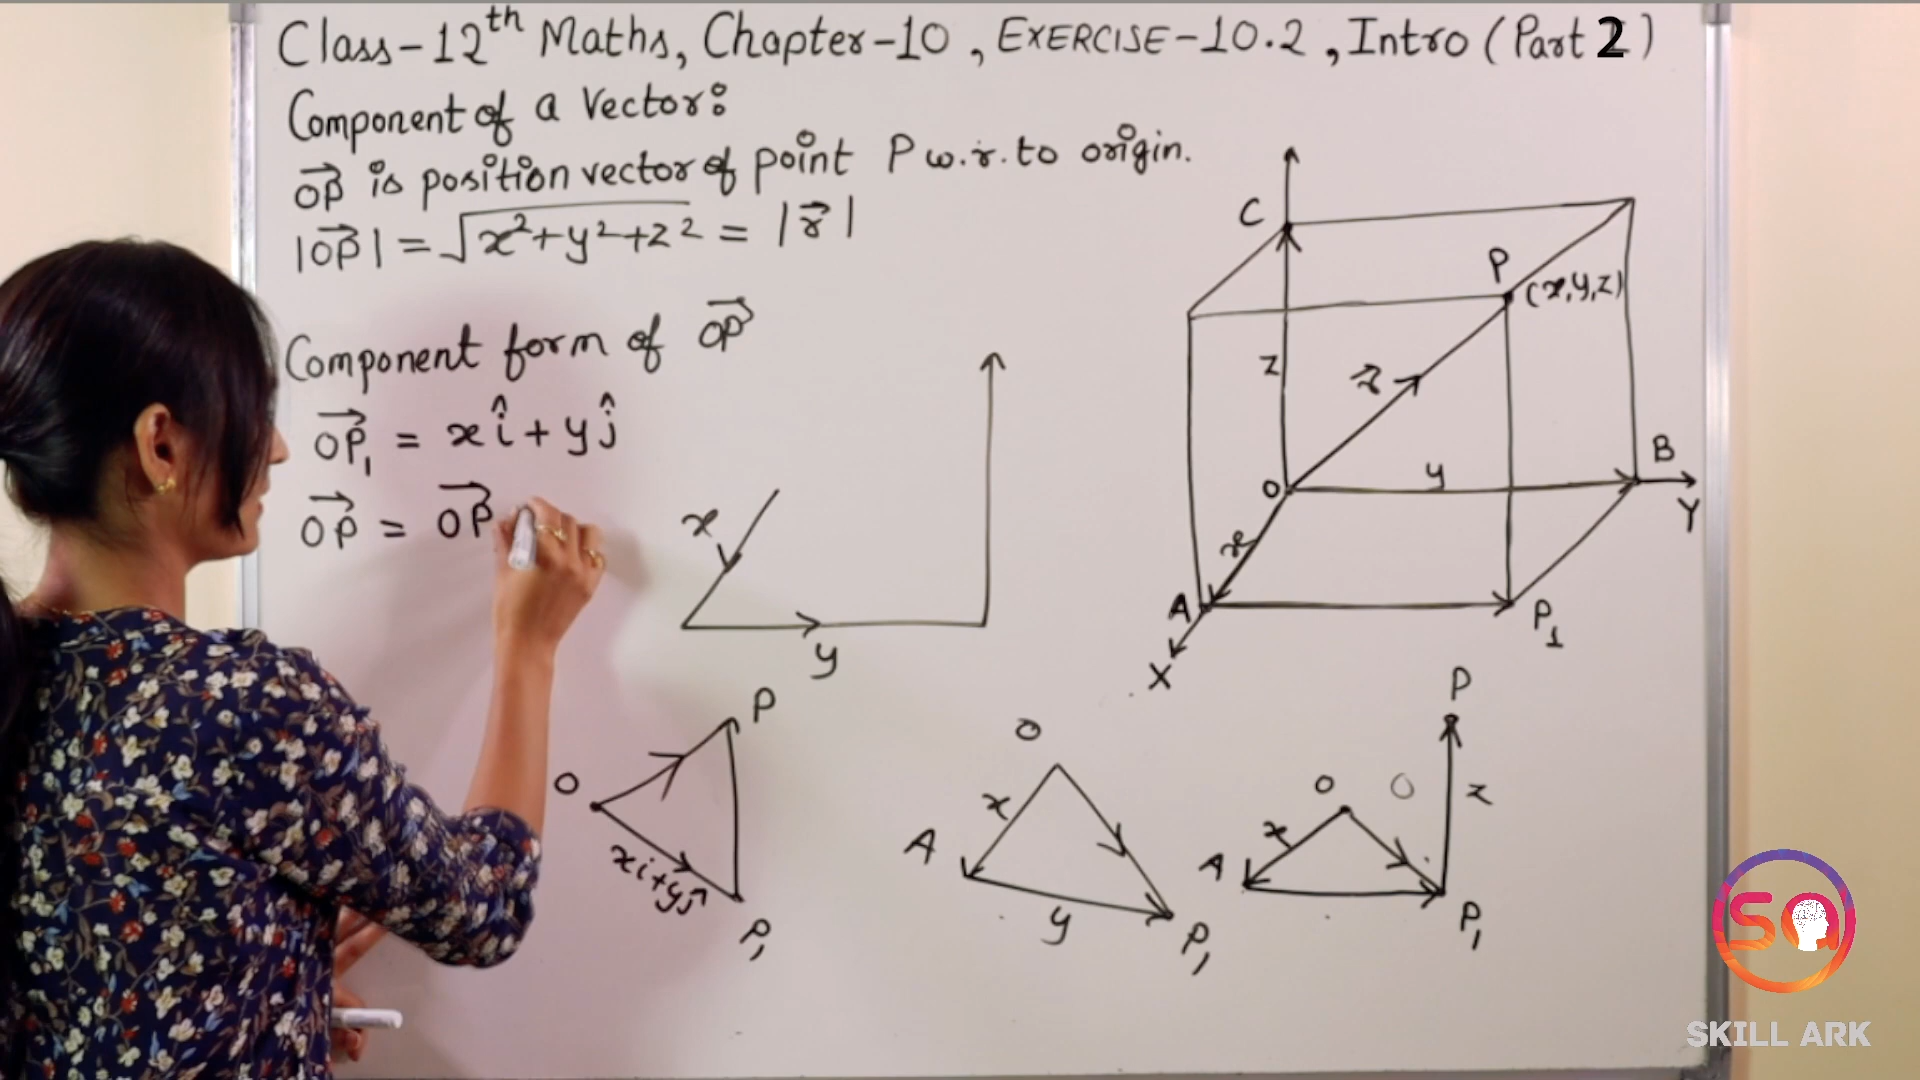 Class-12th Maths, Chapter-10, EXERCISE-10.2, Intro (Part 2)
Component of a Vector:
→OP is position vector of point P w.r.to origin.
|→OP| = √x²+y²+z² = |→r|
Component form of →OP
→OP₁ = xî + yĵ
→OP = →OP
C
P
(x,y,z)
z
→r
O
y
B
Y
x
A
X
P₁
x
y
O
P
xi+yĵ
P₁
O
x
A
y
P₁
P
O
O
z
x
A
P₁
SA
SKILL ARK